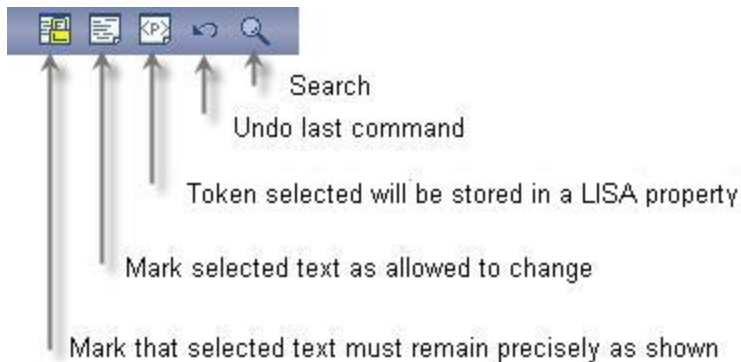 <P>
Search
Undo last command
Token selected will be stored in a LISA property
Mark selected text as allowed to change
Mark that selected text must remain precisely as shown